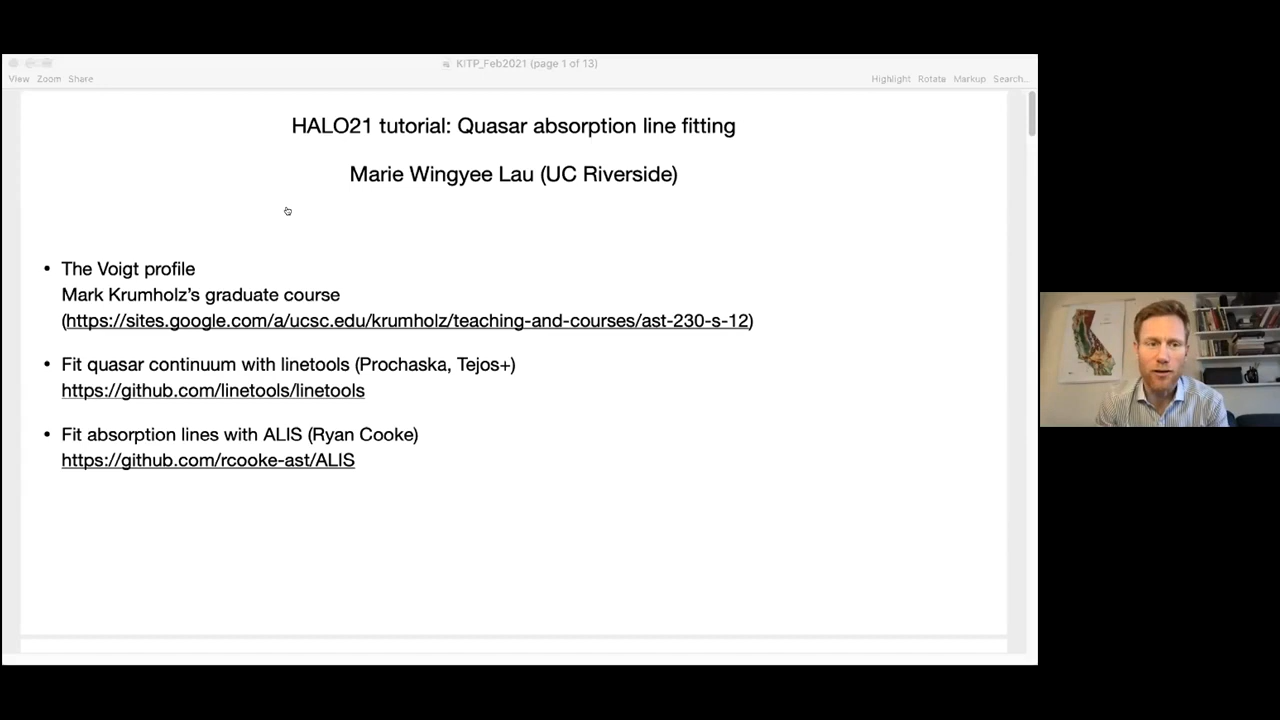 KITP_Feb2021 (page 1 of 13)
View Zoom Share
Highlight Rotate Markup Search...
HALO21 tutorial: Quasar absorption line fitting
Marie Wingyee Lau (UC Riverside)
• The Voigt profile
Mark Krumholz’s graduate course
(https://sites.google.com/a/ucsc.edu/krumholz/teaching-and-courses/ast-230-s-12)
• Fit quasar continuum with linetools (Prochaska, Tejos+)
https://github.com/linetools/linetools
• Fit absorption lines with ALIS (Ryan Cooke)
https://github.com/rcooke-ast/ALIS